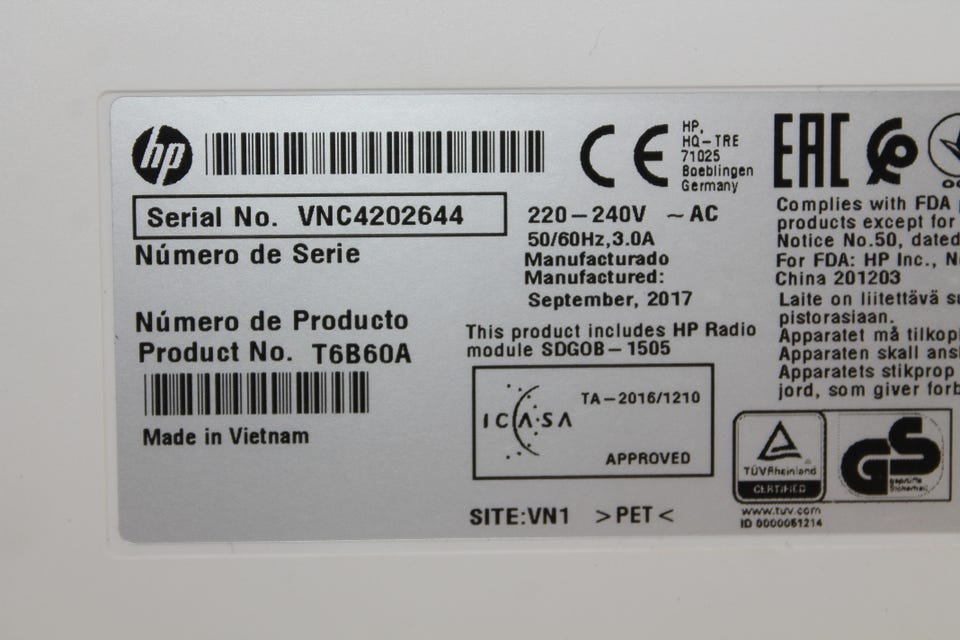 hp
Serial No. VNC4202644
Número de Serie
Número de Producto
Product No. T6B60A
Made in Vietnam
CE
HP,
HQ-TRE
71025
Boeblingen
Germany
220-240V ~ AC
50/60Hz,3.0A
Manufacturado
Manufactured:
September, 2017
This product includes HP Radio
module SDGOB-1505
ICASA
TA-2016/1210
APPROVED
SITE:VN1 >PET<
EAC
Complies with FDA
products except for
Notice No.50, dated
For FDA: HP Inc.,
China 201203
Laite on liitettävä
pistorasiaan.
Apparatet må
Apparaten skall
Apparatets stikprop
jord, som giver
TÜVRheinland
CERTIFIED
GS
geprüfte
Sicherheit
www.tuv.com
ID 0000061214